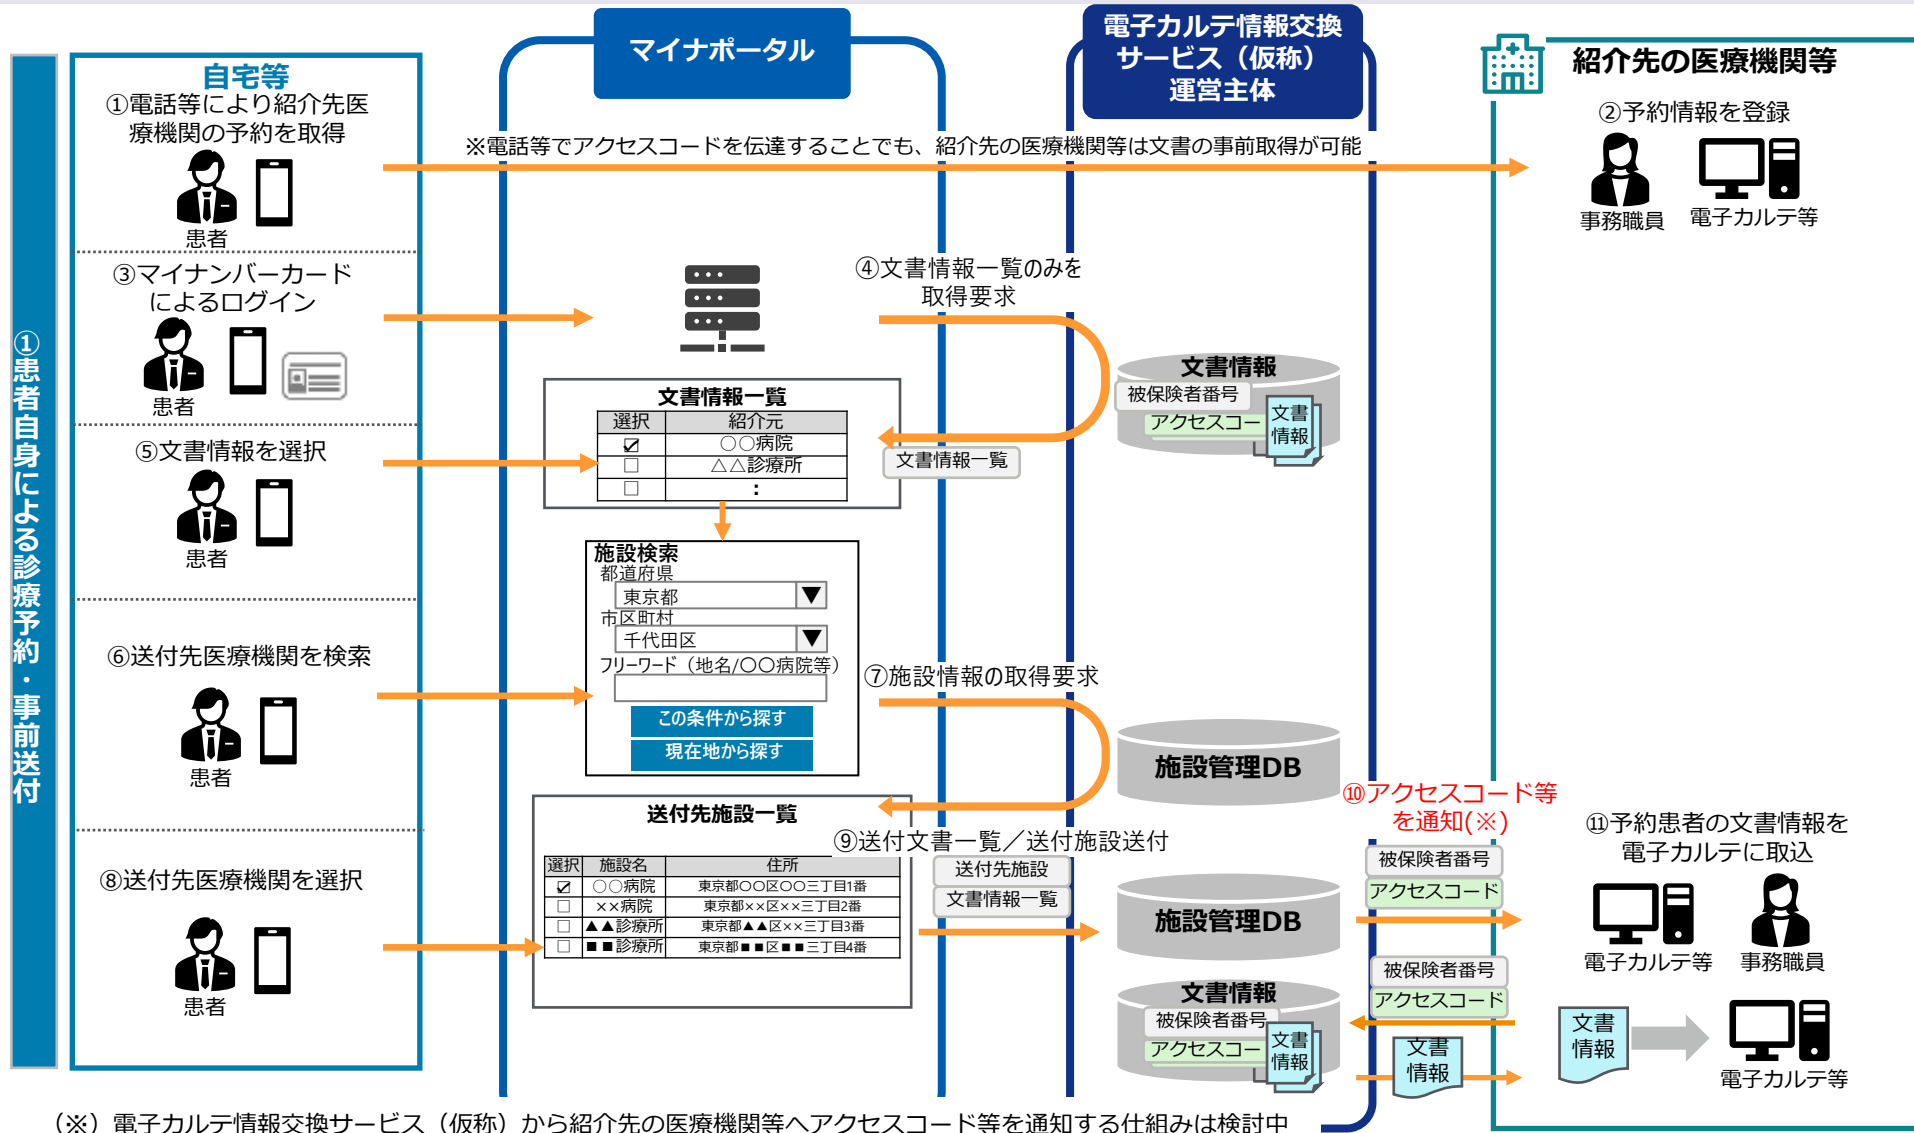 マイナポータル
電子カルテ情報交換
サービス（仮称）
運営主体
紹介先の医療機関等
①患者自身による診療予約・事前送付
自宅等
①電話等により紹介先医
療機関の予約を取得
患者
※電話等でアクセスコードを伝達することでも、紹介先の医療機関等は文書の事前取得が可能
②予約情報を登録
事務職員
電子カルテ等
③マイナンバーカード
によるログイン
患者
④文書情報一覧のみを
取得要求
文書情報
被保険者番号
アクセスコー
文書
情報
文書情報一覧
文書情報一覧
選択 紹介元
☑ 〇〇病院
□ △△診療所
□ ：
⑤文書情報を選択
患者
施設検索
都道府県
東京都 ▼
市区町村
千代田区 ▼
フリーワード（地名/〇〇病院等）
この条件から探す
現在地から探す
⑥送付先医療機関を検索
患者
⑦施設情報の取得要求
施設管理DB
送付先施設一覧
選択 施設名 住所
☑ 〇〇病院 東京都〇〇区〇〇三丁目1番
□ ××病院 東京都××区××三丁目2番
□ ▲▲診療所 東京都▲▲区××三丁目3番
□ ■■診療所 東京都■■区■■三丁目4番
⑧送付先医療機関を選択
患者
⑨送付文書一覧／送付施設送付
送付先施設
文書情報一覧
施設管理DB
⑩アクセスコード等
を通知(※)
被保険者番号
アクセスコード
⑪予約患者の文書情報を
電子カルテに取込
電子カルテ等
事務職員
文書情報
被保険者番号
アクセスコー
文書
情報
被保険者番号
アクセスコード
文書
情報
文書
情報
電子カルテ等
（※）電子カルテ情報交換サービス（仮称）から紹介先の医療機関等へアクセスコード等を通知する仕組みは検討中